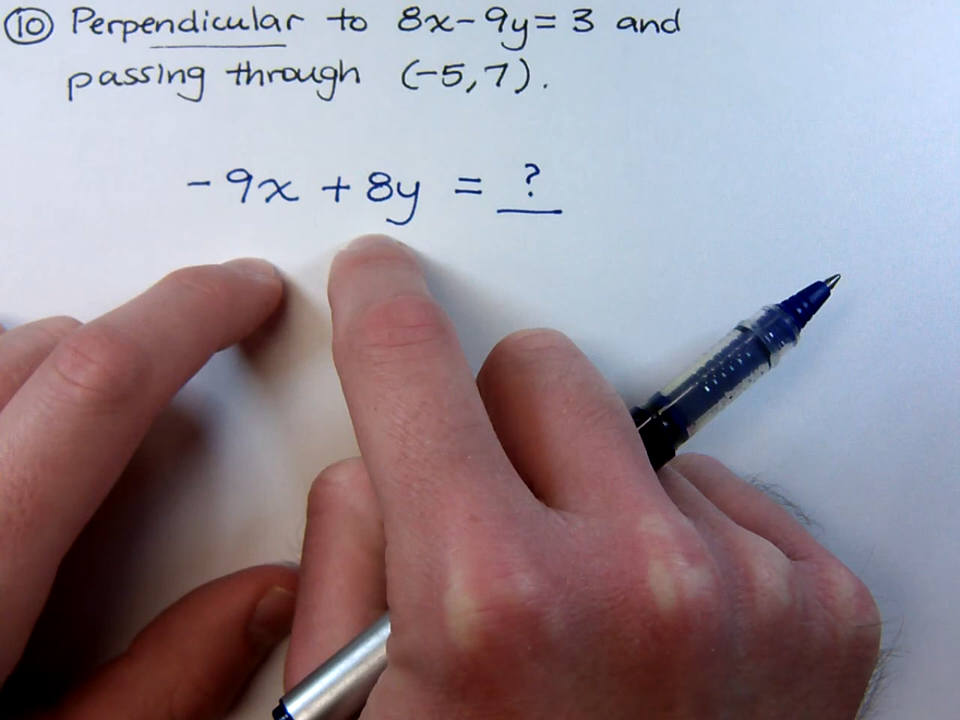 ⑩ Perpendicular to 8x-9y=3 and
passing through (-5,7).
-9x +8y = ?